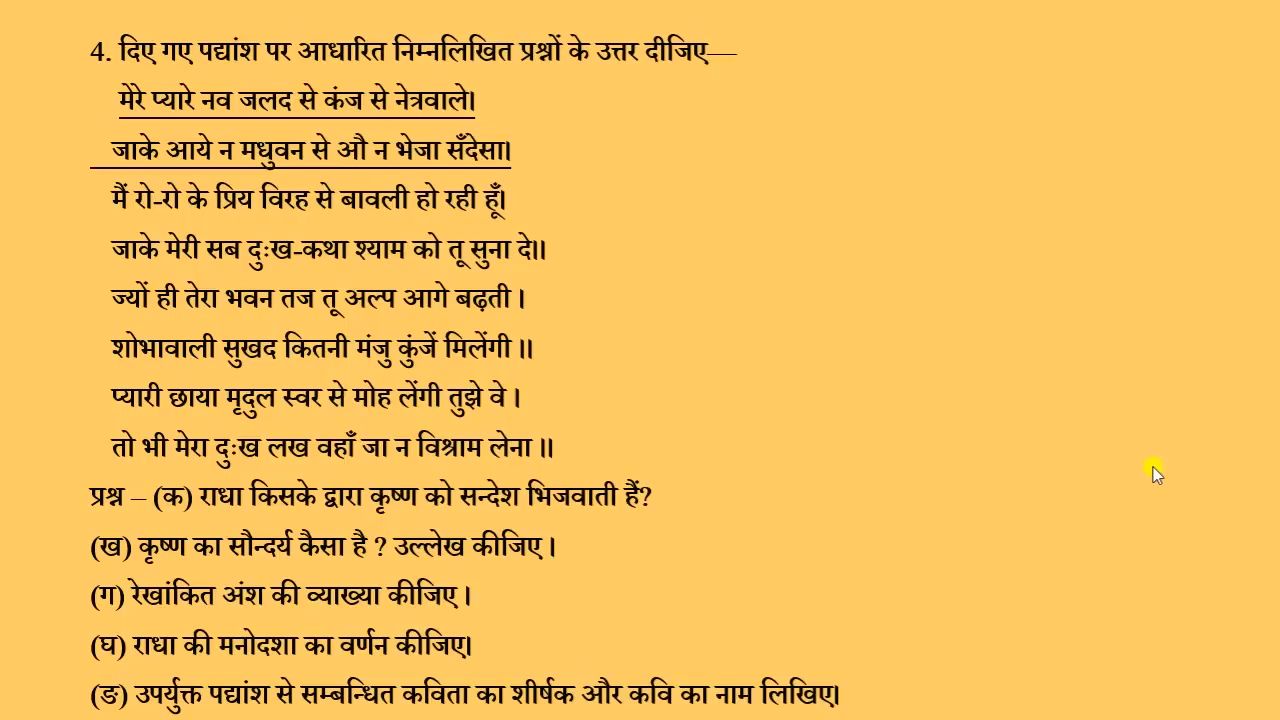 4. दिए गए पद्यांश पर आधारित निम्नलिखित प्रश्नों के उत्तर दीजिए—
मेरे प्यारे नव जलद से कंज से नेत्रवाले।
जाके आये न मधुवन से औ न भेजा सँदेसा।
मैं रो-रो के प्रिय विरह से बावली हो रही हूँ।
जाके मेरी सब दुःख-कथा श्याम को तू सुना दे॥
ज्यों ही तेरा भवन तज तू अल्प आगे बढ़ती ।
शोभावाली सुखद कितनी मंजु कुंजें मिलेंगी ॥
प्यारी छाया मृदुल स्वर से मोह लेंगी तुझे वे ।
तो भी मेरा दुःख लख वहाँ जा न विश्राम लेना ॥
प्रश्न – (क) राधा किसके द्वारा कृष्ण को सन्देश भिजवाती हैं?
(ख) कृष्ण का सौन्दर्य कैसा है ? उल्लेख कीजिए ।
(ग) रेखांकित अंश की व्याख्या कीजिए ।
(घ) राधा की मनोदशा का वर्णन कीजिए।
(ङ) उपर्युक्त पद्यांश से सम्बन्धित कविता का शीर्षक और कवि का नाम लिखिए।